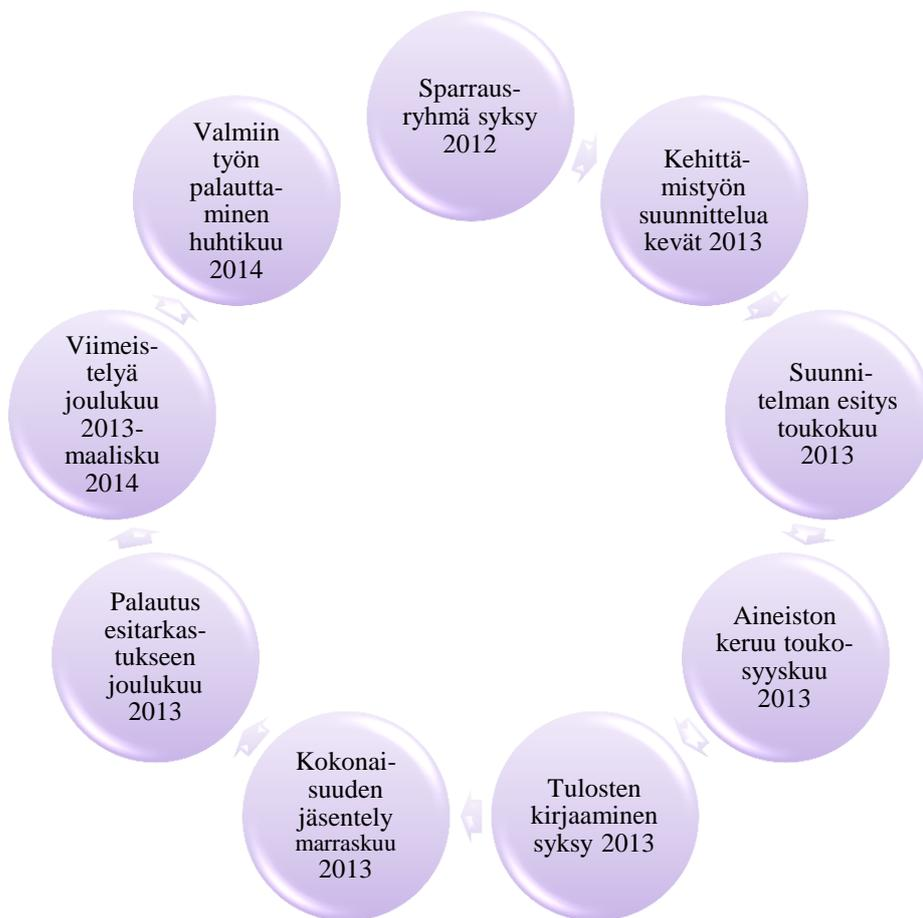 Sparraus-
ryhmä syksy
2012
Kehittä-
mistyön
suunnittelua
kevät 2013
Suunni-
telman esitys
toukokuu
2013
Aineiston
keruu touko-
syyskuu
2013
Tulosten
kirjaaminen
syksy 2013
Kokonai-
suuden
jäsentely
marraskuu
2013
Palautus
esitarkas-
tukseen
joulukuu
2013
Viimeis-
telyä
joulukuu
2013-
maalisku
2014
Valmiin
työn
palautta-
minen
huhtikuu
2014